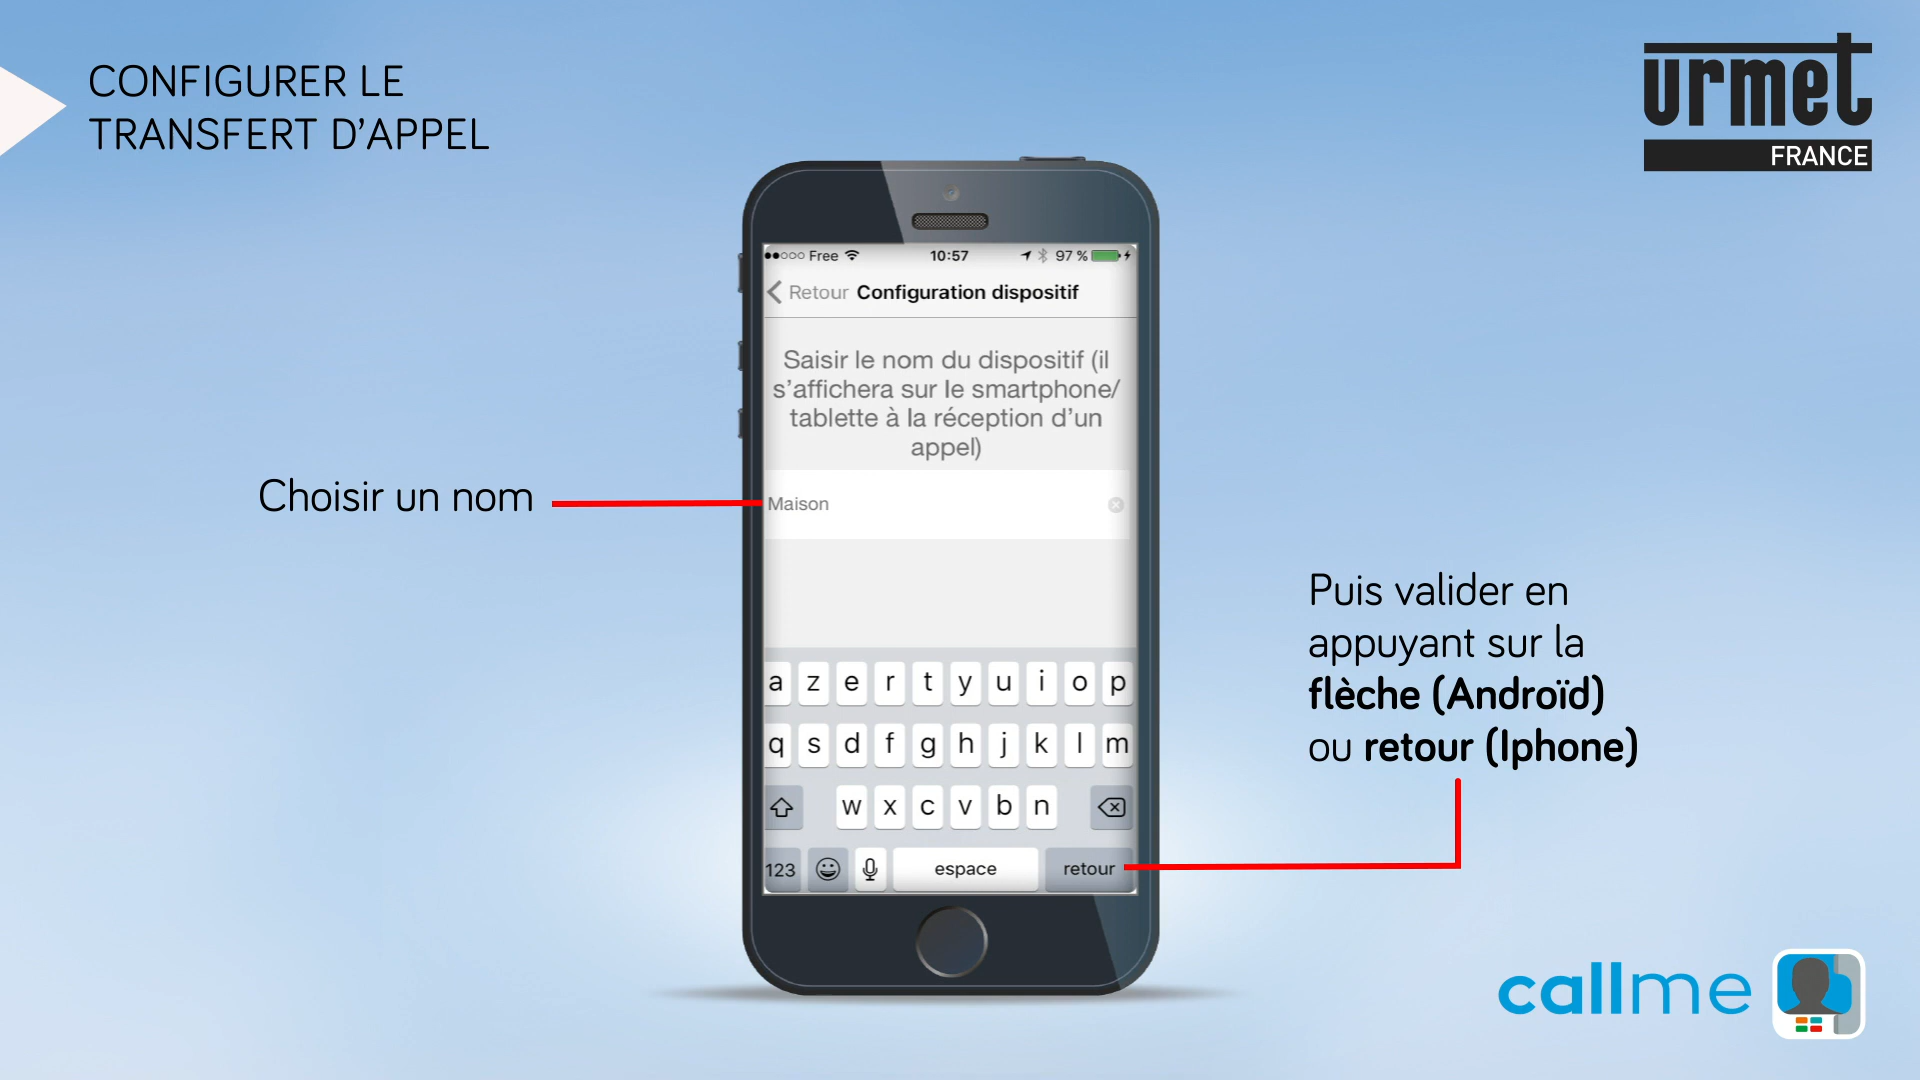 CONFIGURER LE
TRANSFERT D'APPEL
urmet
FRANCE
Free
10:57
97 %
Retour Configuration dispositif
Saisir le nom du dispositif (il
s'affichera sur le smartphone/
tablette à la réception d'un
appel)
Choisir un nom
Maison
Puis valider en
appuyant sur la
flèche (Androïd)
ou retour (Iphone)
a z e r t y u i o p
q s d f g h j k l m
w x c v b n
123 espace retour
callme